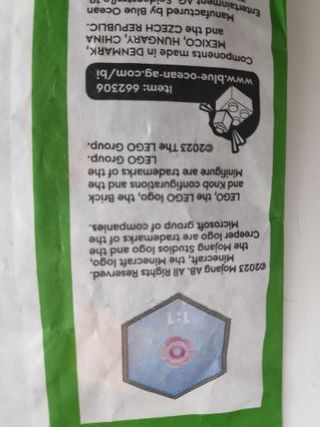 1:1
©2023 Mojang AB. All Rights Reserved.
Minecraft, the Minecraft logo,
the Mojang Studios logo and the
Creeper logo are trademarks of the
Microsoft group of companies.
LEGO, the LEGO logo, the Brick
and Knob configurations and the
Minifigure are trademarks of the
LEGO Group.
©2023 The LEGO Group.
Item: 662306
www.blue-ocean-ag.com/bi
Components made in DENMARK,
MEXICO, HUNGARY, CHINA
and the CZECH REPUBLIC.
Manufactured by Blue Ocean
Entertainment AG,